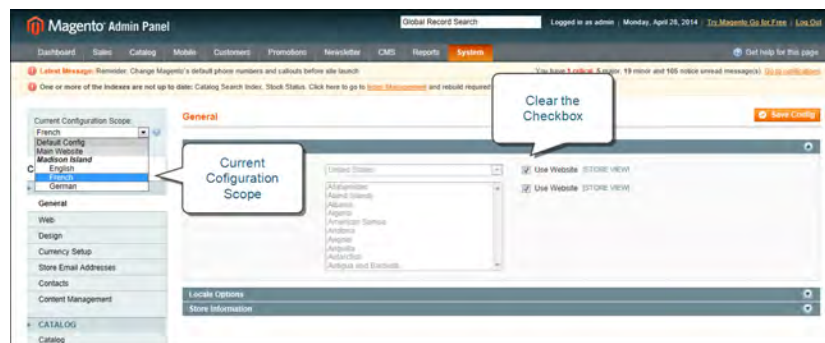 Magento Admin Panel
Global Record Search
Logged in as admin | Monday, April 28, 2014 | Try Magento Go for Free | Log Out
Dashboard Sales Catalog Mobile Customers Promotions Newsletter CMS Reports System
Get help for this page
Latest Message: Reminder: Change Magento's default phone numbers and callouts before site launch
You have 1 critical, 5 major, 19 minor and 105 notice unread message(s). Go to notifications
One or more of the Indexes are not up to date: Catalog Search Index, Stock Status. Click here to go to Index Management and rebuild required
Clear the
Checkbox
Current Configuration Scope:
French
Default Config
Main Website
Madison Island
English
French
German
General
Save Config
Current
Cofiguration
Scope
United States
Use Website [STORE VIEW]
Afghanistan
Åland Islands
Albania
Algeria
American Samoa
Andorra
Angola
Anguilla
Antarctica
Antigua and Barbuda
Use Website [STORE VIEW]
General
Web
Design
Currency Setup
Store Email Addresses
Contacts
Content Management
Locale Options
Store Information
CATALOG
Catalog